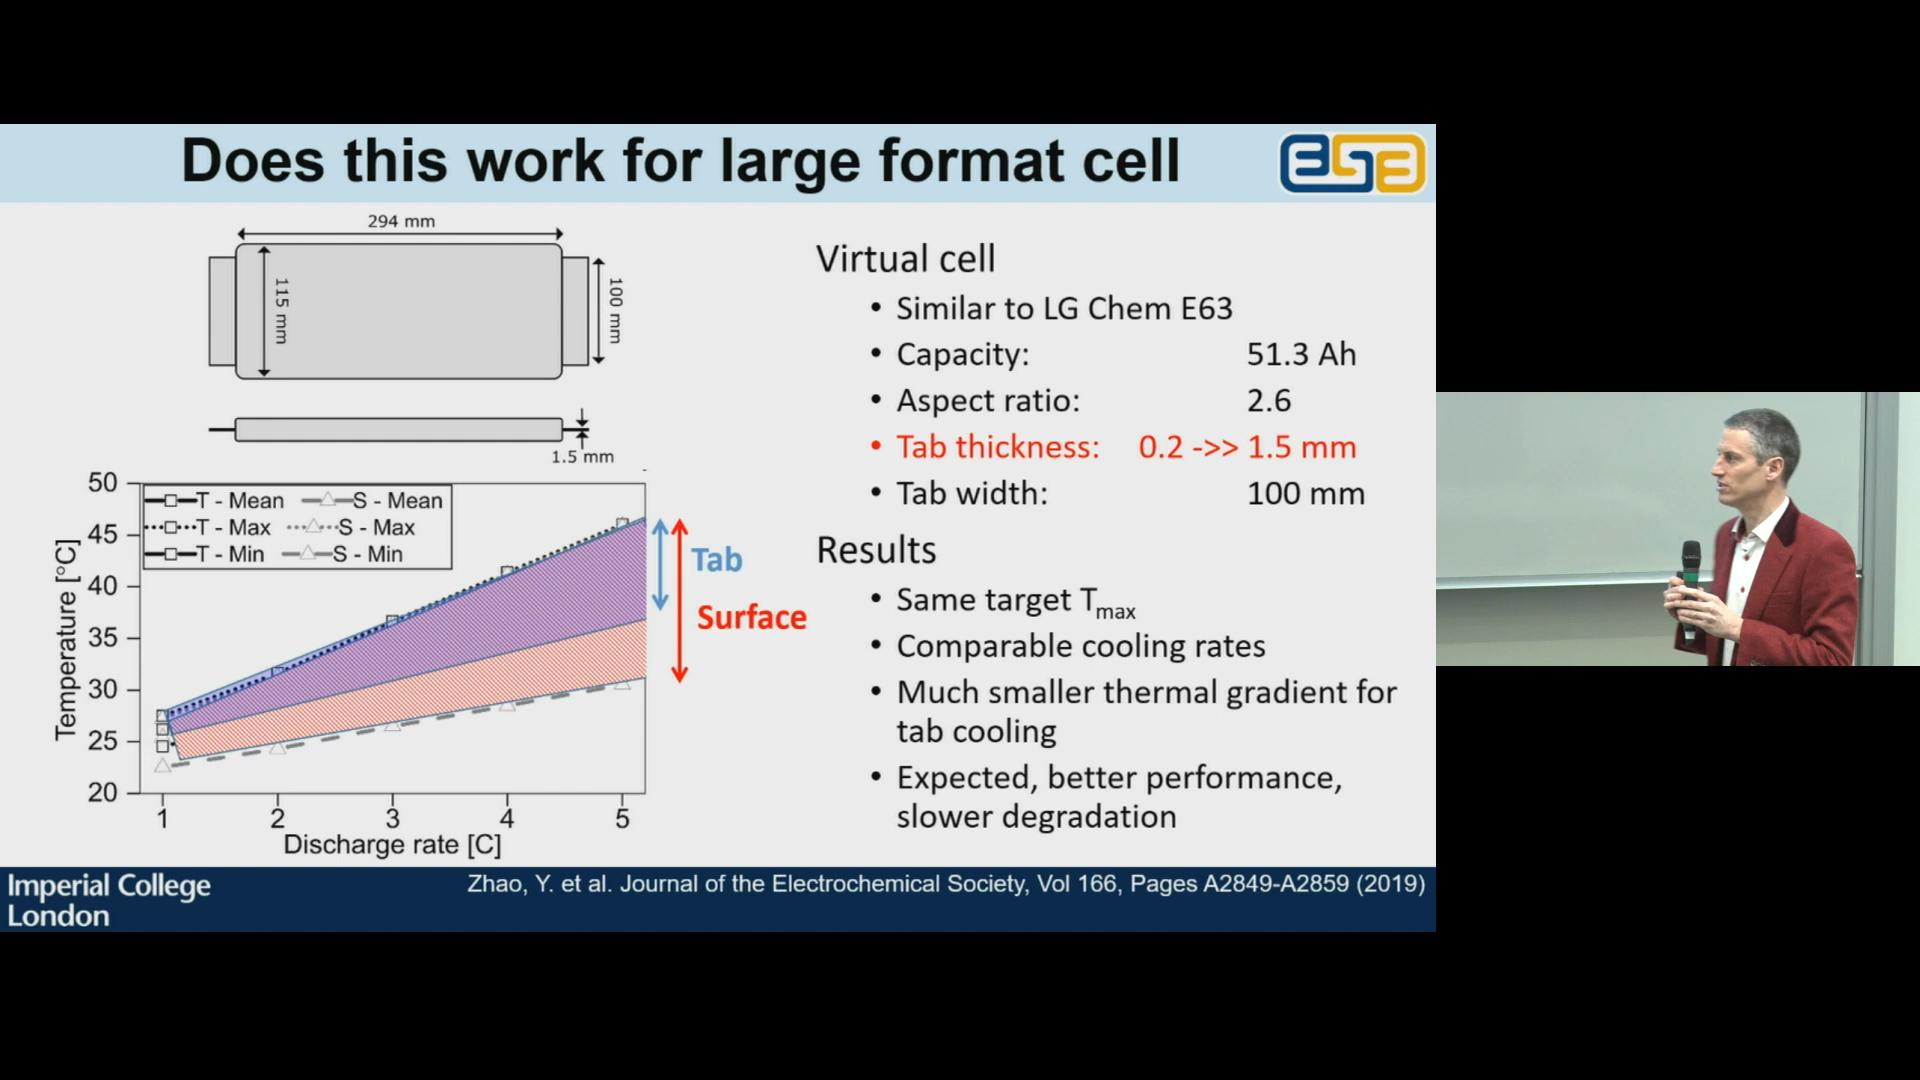 Does this work for large format cell
294 mm
115 mm
100 mm
1.5 mm
Virtual cell
• Similar to LG Chem E63
• Capacity: 51.3 Ah
• Aspect ratio: 2.6
• Tab thickness: 0.2 ->> 1.5 mm
• Tab width: 100 mm
Results
• Same target Tmax
• Comparable cooling rates
• Much smaller thermal gradient for
tab cooling
• Expected, better performance,
slower degradation
Temperature [°C]
50
45
40
35
30
25
20
T - Mean S - Mean
T - Max S - Max
T - Min S - Min
Tab
Surface
1 2 3 4 5
Discharge rate [C]
Imperial College
London
Zhao, Y. et al. Journal of the Electrochemical Society, Vol 166, Pages A2849-A2859 (2019)